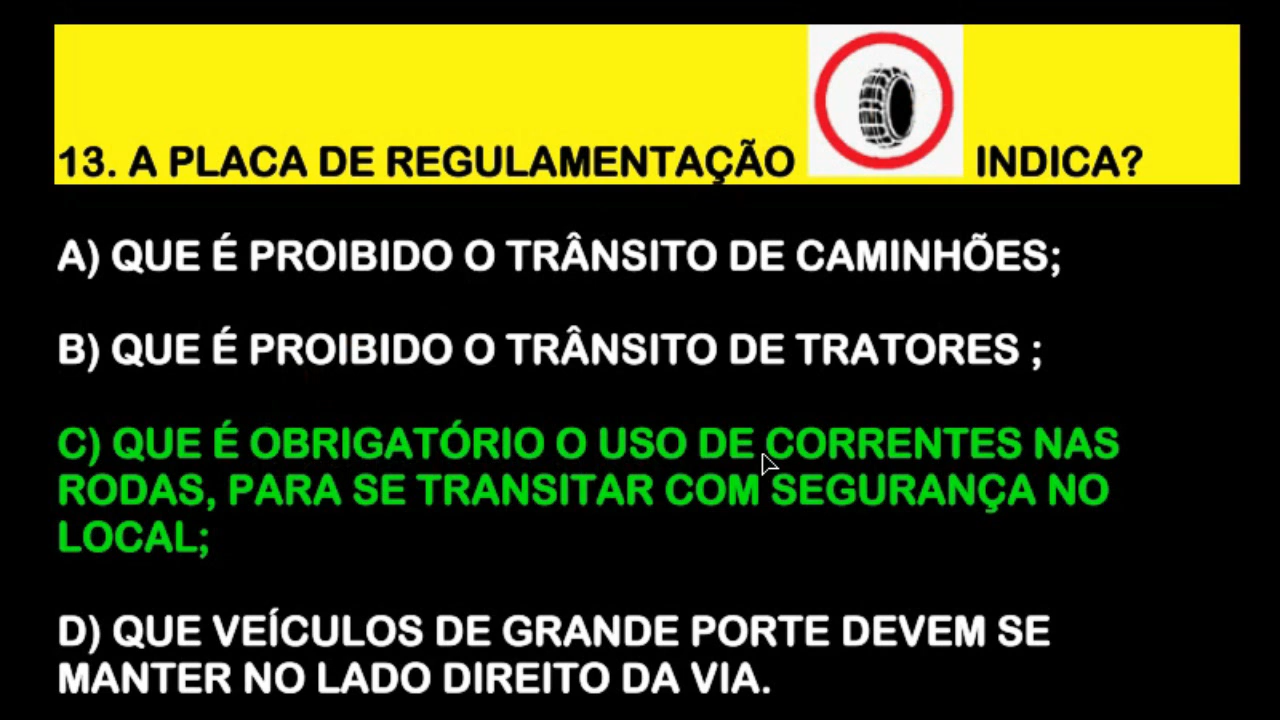 13. A PLACA DE REGULAMENTAÇÃO INDICA?
A) QUE É PROIBIDO O TRÂNSITO DE CAMINHÕES;
B) QUE É PROIBIDO O TRÂNSITO DE TRATORES ;
C) QUE É OBRIGATÓRIO O USO DE CORRENTES NAS
RODAS, PARA SE TRANSITAR COM SEGURANÇA NO
LOCAL;
D) QUE VEÍCULOS DE GRANDE PORTE DEVEM SE
MANTER NO LADO DIREITO DA VIA.